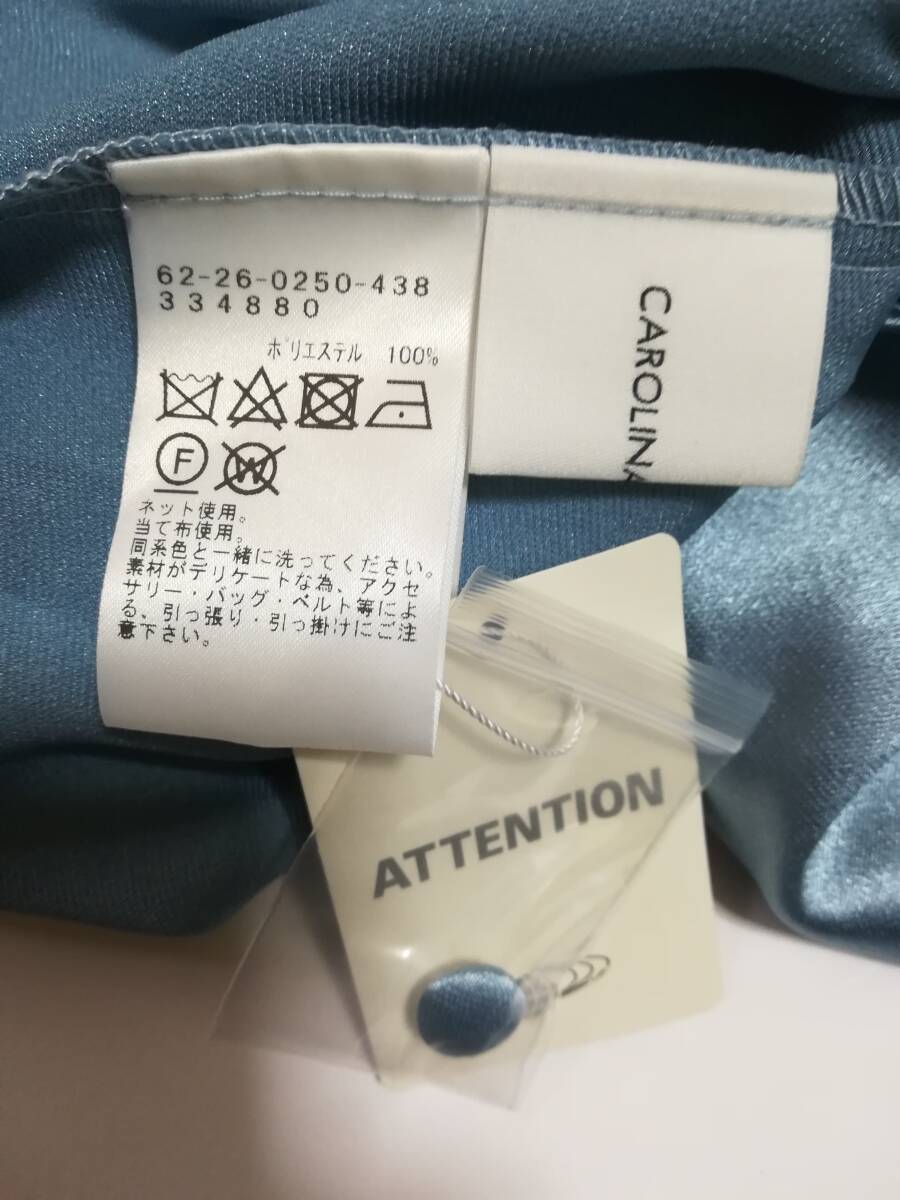 62-26-0250-438
334880
ポリエステル 100%
F
W
ネット使用。
当て布使用。
同系色と一緒に洗ってください。
素材がデリケートな為、アクセ
サリー・バッグ・ベルト等によ
る、引っ張り・引っ掛けにご注
意下さい。
CAROLINA
ATTENTION